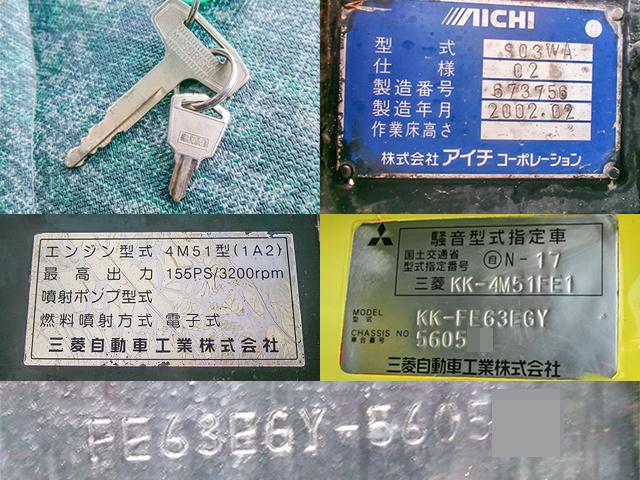 AICHI
型式 S03WA
仕様 02
製造番号 673756
製造年月 2002.02
作業床高さ
株式会社 アイチ コーポレーション
エンジン型式 4M51型(1A2)
最高出力 155PS/3200rpm
噴射ポンプ型式
燃料噴射方式 電子式
三菱自動車工業株式会社
騒音型式指定車
国土交通省
型式指定番号 自 N-17
三菱 KK-4M51FE1
MODEL
型式 KK-FE63EGY
CHASSIS NO
車台番号 5605
三菱自動車工業株式会社
FE63EGY-5605